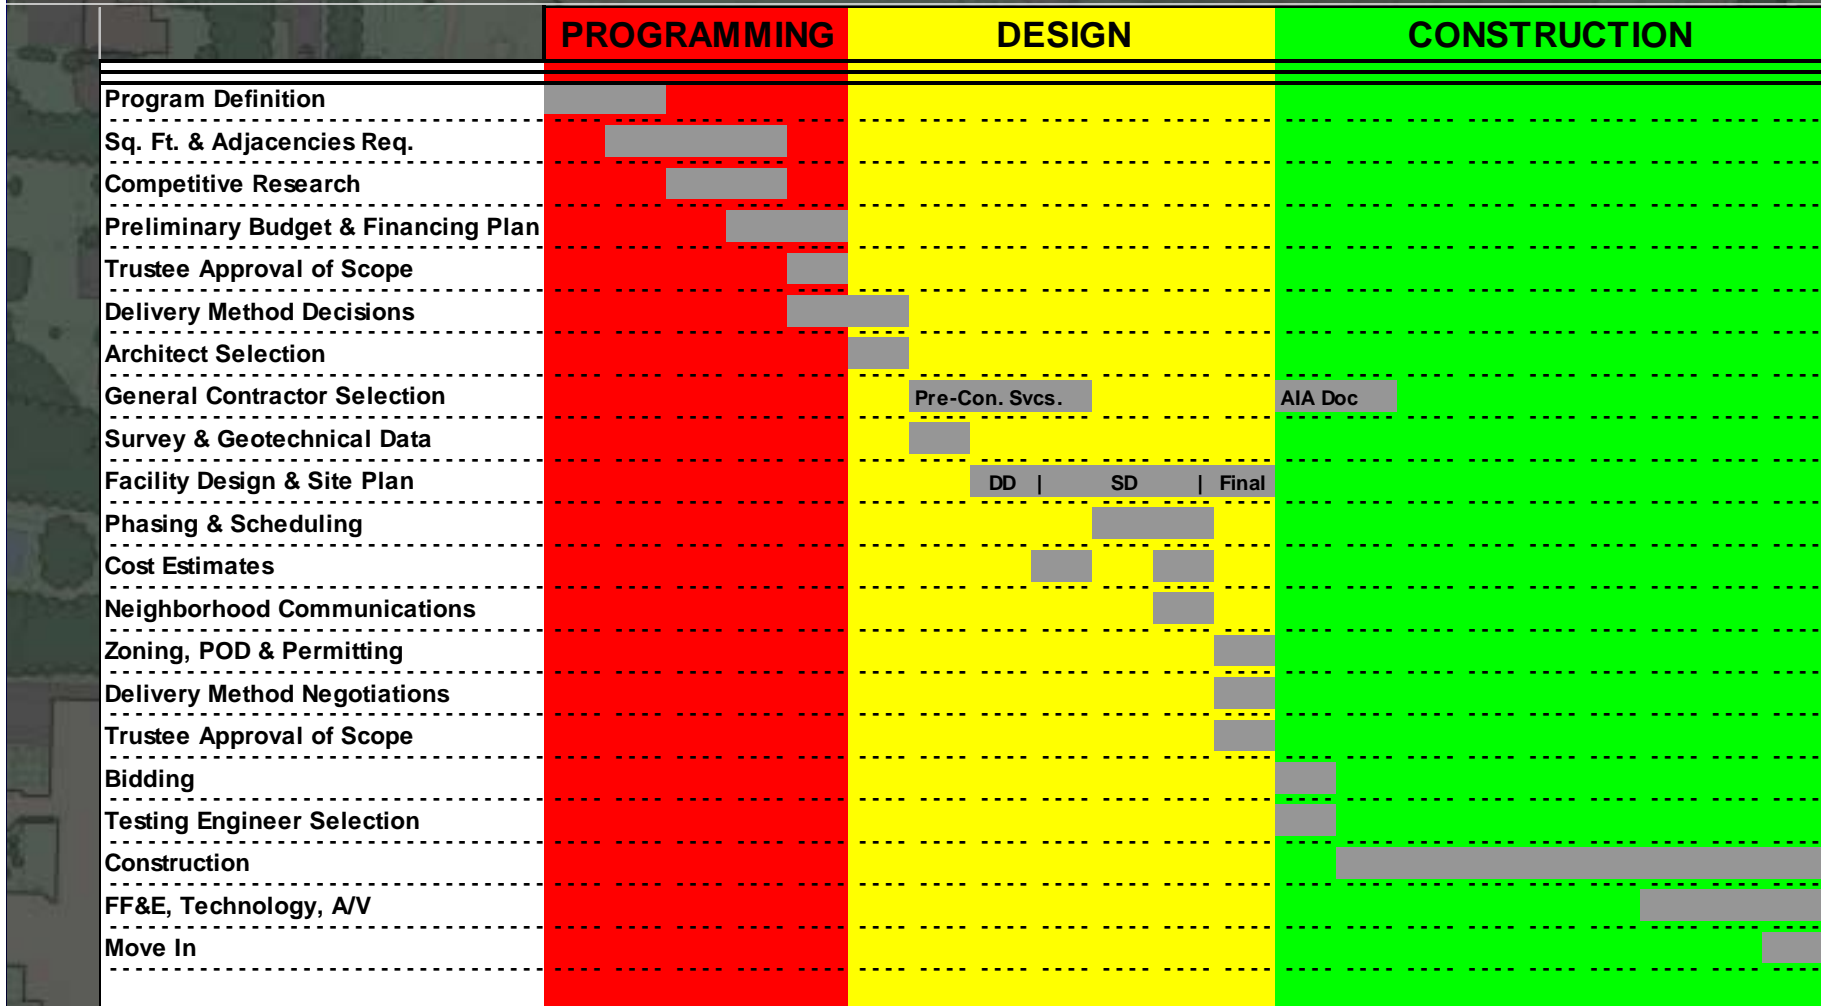 PROGRAMMING DESIGN CONSTRUCTION
Program Definition
Sq. Ft. & Adjacencies Req.
Competitive Research
Preliminary Budget & Financing Plan
Trustee Approval of Scope
Delivery Method Decisions
Architect Selection
General Contractor Selection Pre-Con. Svcs. AIA Doc
Survey & Geotechnical Data
Facility Design & Site Plan DD | SD | Final
Phasing & Scheduling
Cost Estimates
Neighborhood Communications
Zoning, POD & Permitting
Delivery Method Negotiations
Trustee Approval of Scope
Bidding
Testing Engineer Selection
Construction
FF&E, Technology, A/V
Move In